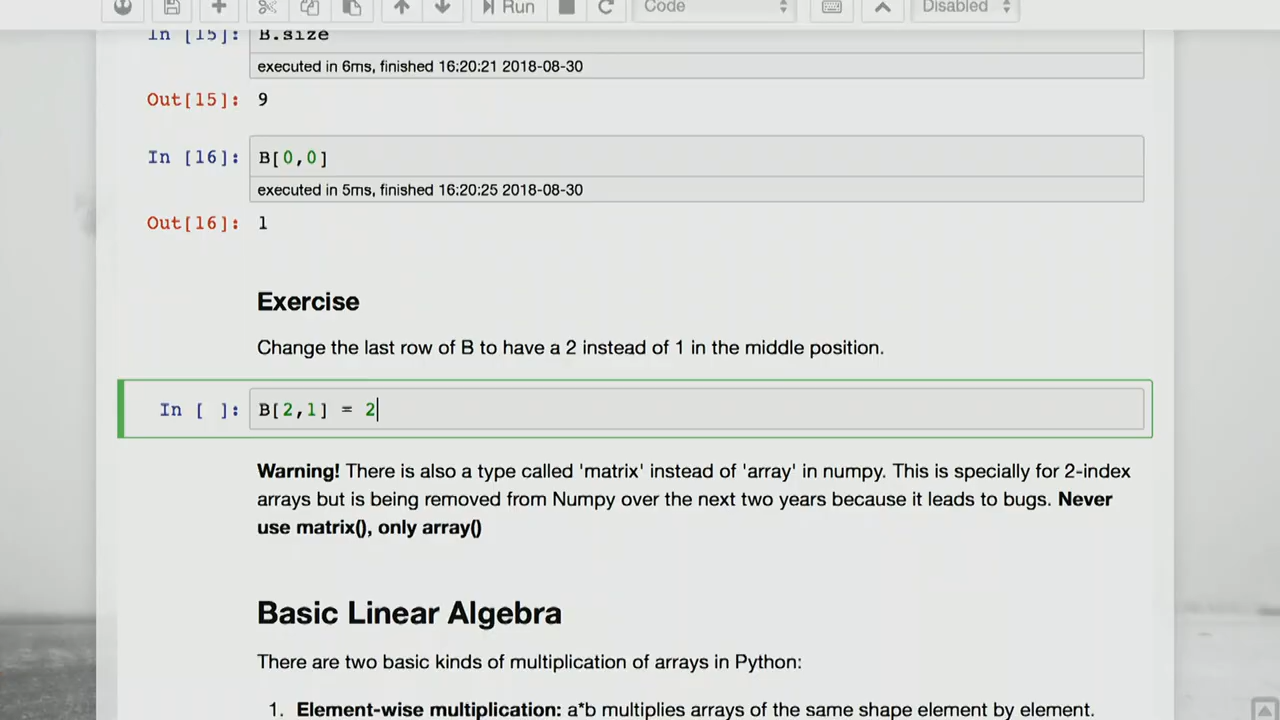 Run
Code
Disabled
In [15]: B.size
executed in 6ms, finished 16:20:21 2018-08-30
Out[15]: 9
In [16]: B[0,0]
executed in 5ms, finished 16:20:25 2018-08-30
Out[16]: 1
Exercise
Change the last row of B to have a 2 instead of 1 in the middle position.
In [ ]: B[2,1] = 2
Warning! There is also a type called 'matrix' instead of 'array' in numpy. This is specially for 2-index
arrays but is being removed from Numpy over the next two years because it leads to bugs. Never
use matrix(), only array()
Basic Linear Algebra
There are two basic kinds of multiplication of arrays in Python:
1. Element-wise multiplication: a*b multiplies arrays of the same shape element by element.